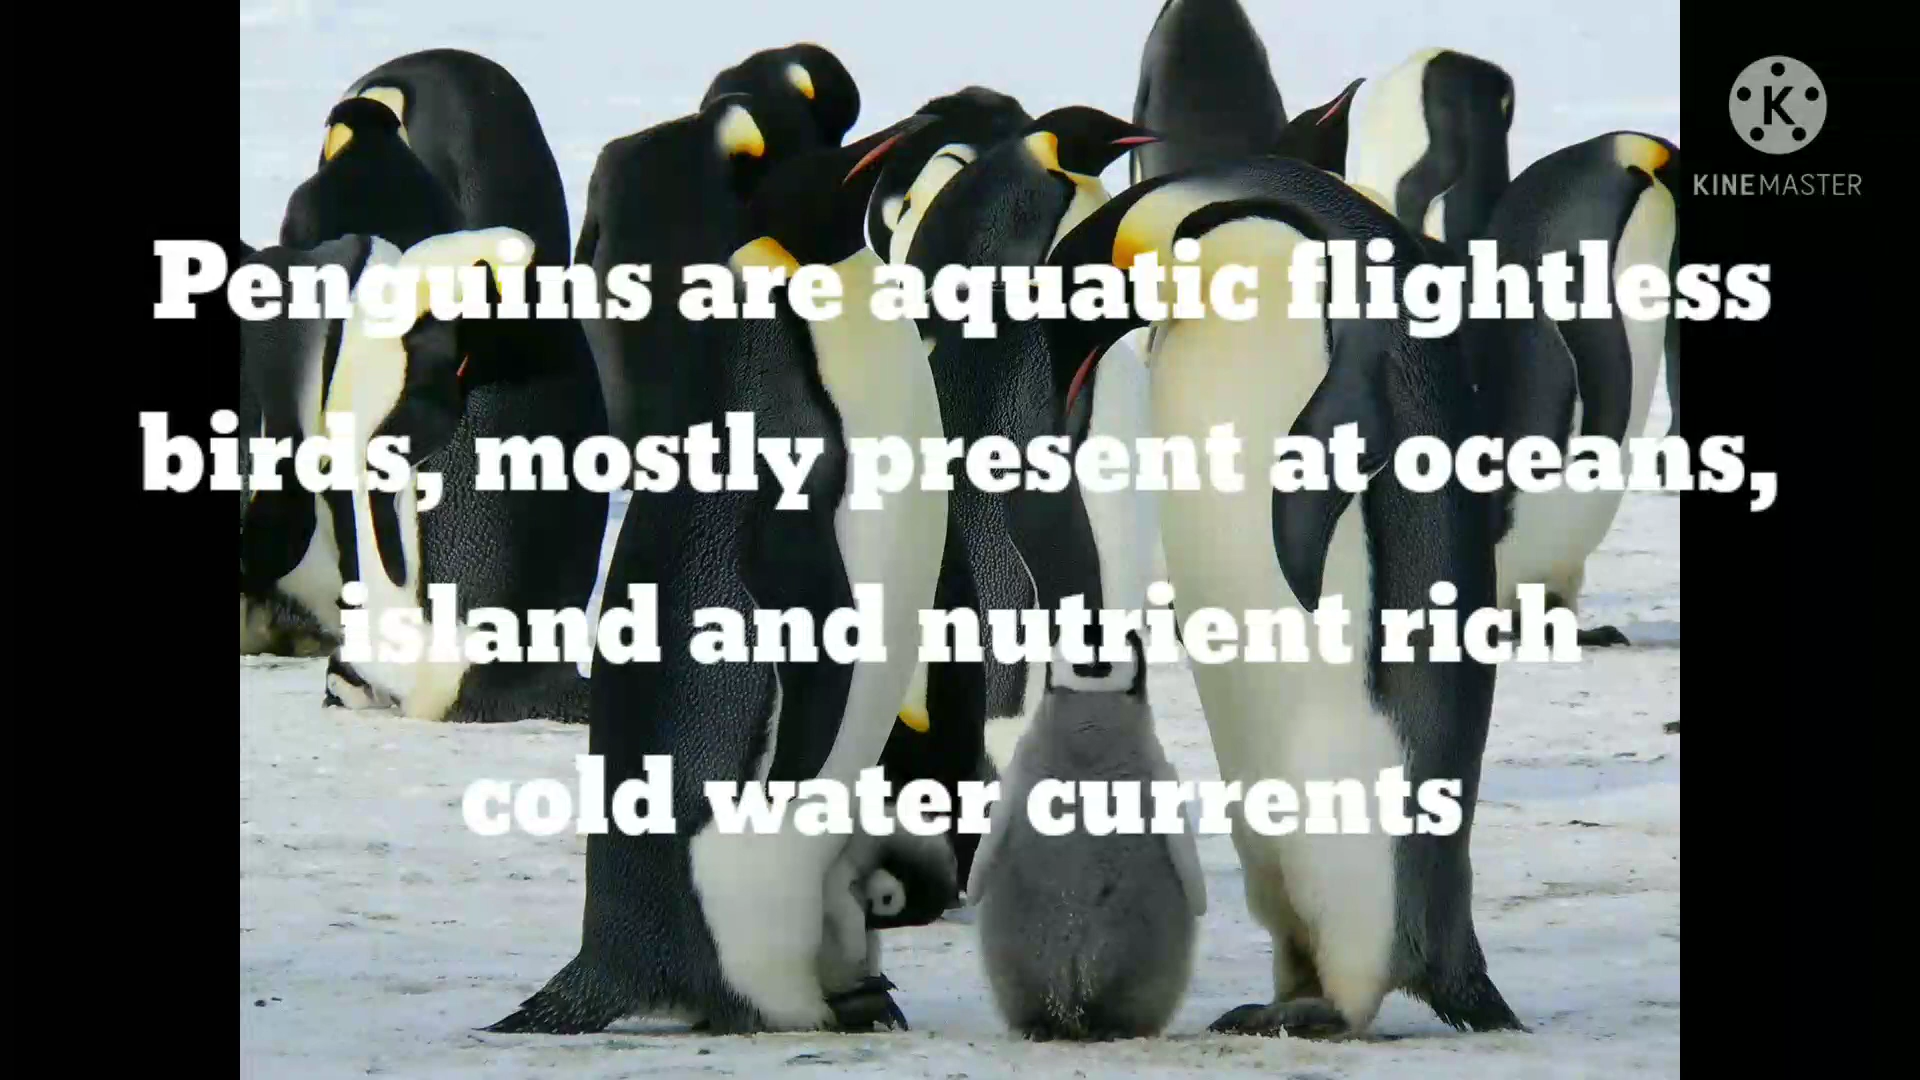 K
KINEMASTER
Penguins are aquatic flightless
birds, mostly present at oceans,
island and nutrient rich
cold water currents